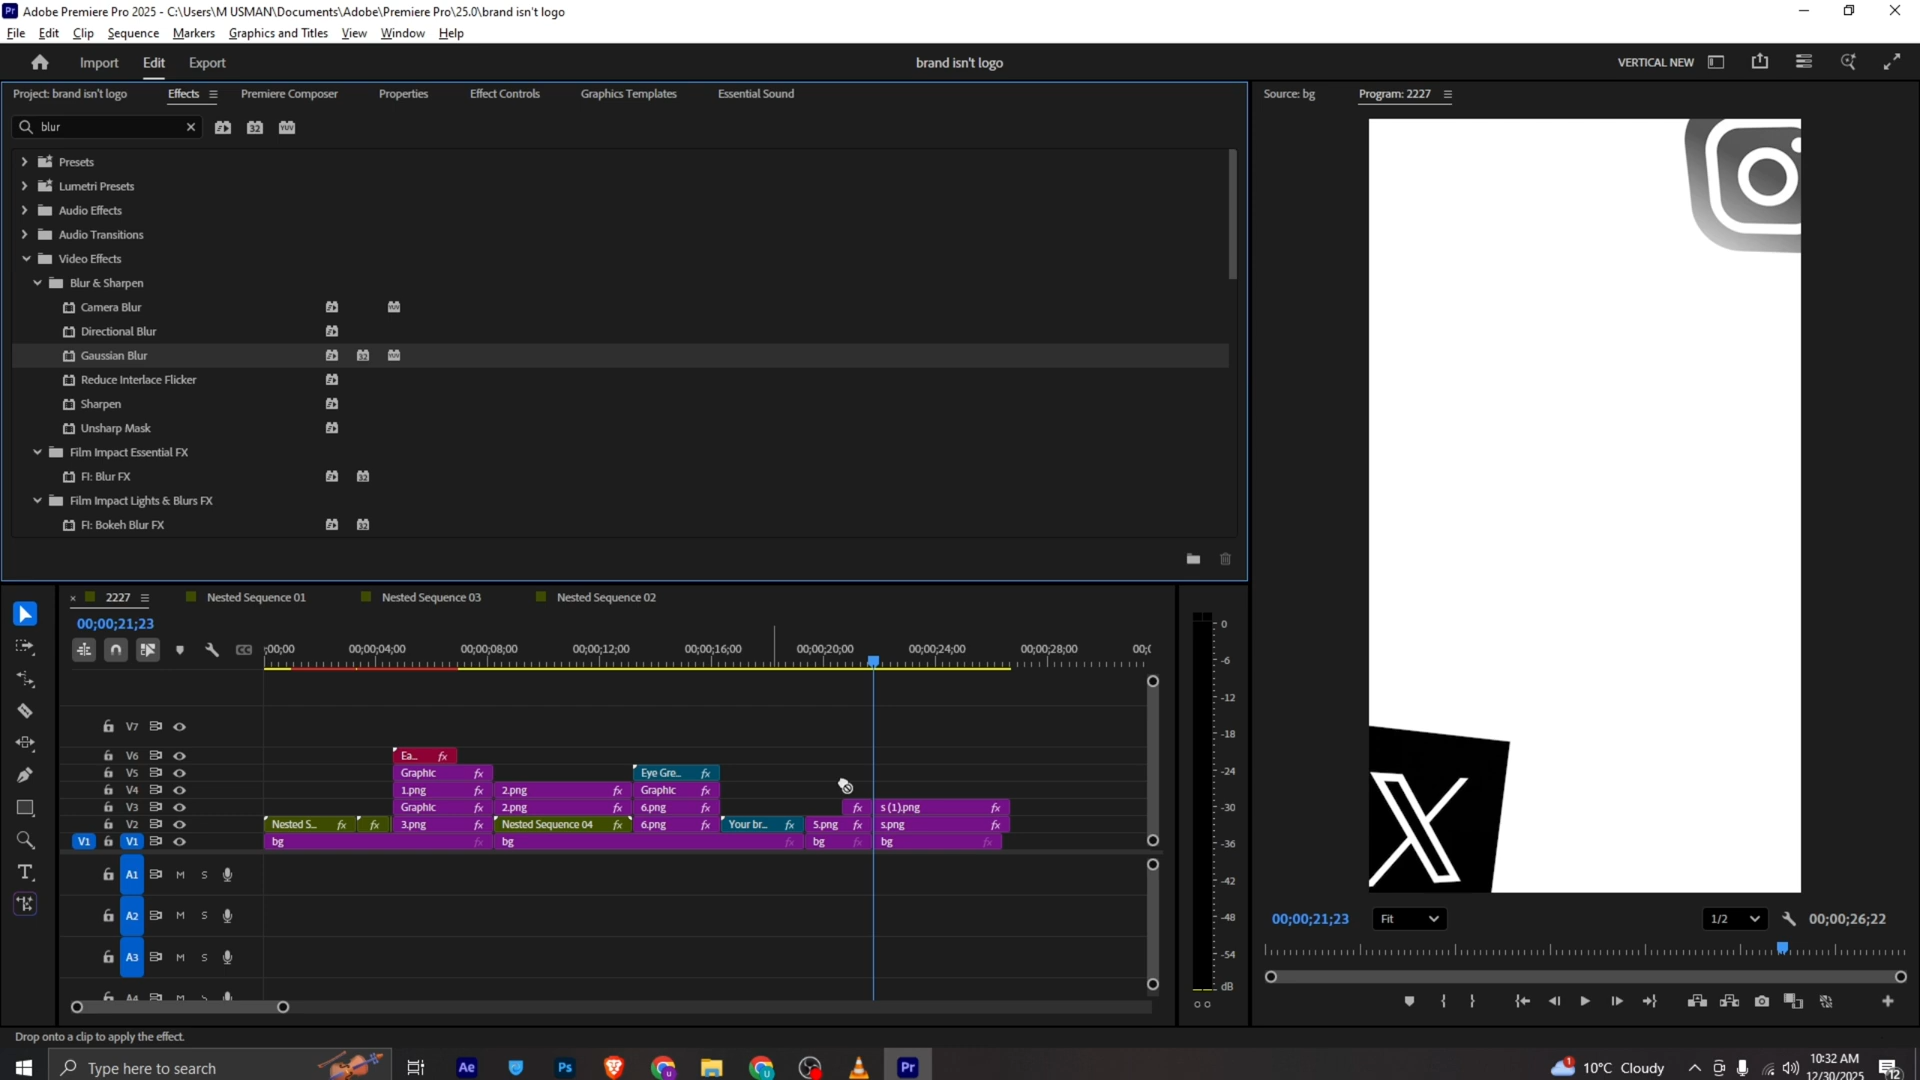 Adobe Premiere Pro 2025 - C:\Users\M USMAN\Documents\Adobe\Premiere Pro\25.0\brand isn't logo
File Edit Clip Sequence Markers Graphics and Titles View Window Help
Import Edit Export brand isn't logo VERTICAL NEW
Project: brand isn't logo Effects Premiere Composer Properties Effect Controls Graphics Templates Essential Sound Source: bg Program: 2227
blur
Presets
Lumetri Presets
Audio Effects
Audio Transitions
Video Effects
Blur & Sharpen
Camera Blur
Directional Blur
Gaussian Blur
Reduce Interlace Flicker
Sharpen
Unsharp Mask
Film Impact Essential FX
FI: Blur FX
Film Impact Lights & Blurs FX
FI: Bokeh Blur FX
2227 Nested Sequence 01 Nested Sequence 03 Nested Sequence 02
00;00;21;23
:00;00 00;00;04;00 00;00;08;00 00;00;12;00 00;00;16;00 00;00;20;00 00;00;24;00 00;00;28;00 00;(
V7
V6 Ea... fx
V5 Graphic fx Eye Gre... fx
V4 1.png fx 2.png fx Graphic fx
V3 Graphic fx 2.png fx 6.png fx fx s (1).png fx
V2 Nested S... fx fx 3.png fx Nested Sequence 04 fx 6.png fx Your br... fx 5.png fx s.png fx
V1 V1 bg fx bg fx bg fx bg fx
A1 M S
A2 M S
A3 M S
A4 M S
0
-6
-12
-18
-24
-30
-36
-42
-48
-54
dB
00;00;21;23 Fit 1/2 00;00;26;22
Drop onto a clip to apply the effect.
Type here to search Ae Ps Pr 10°C Cloudy 10:32 AM
12/30/2025